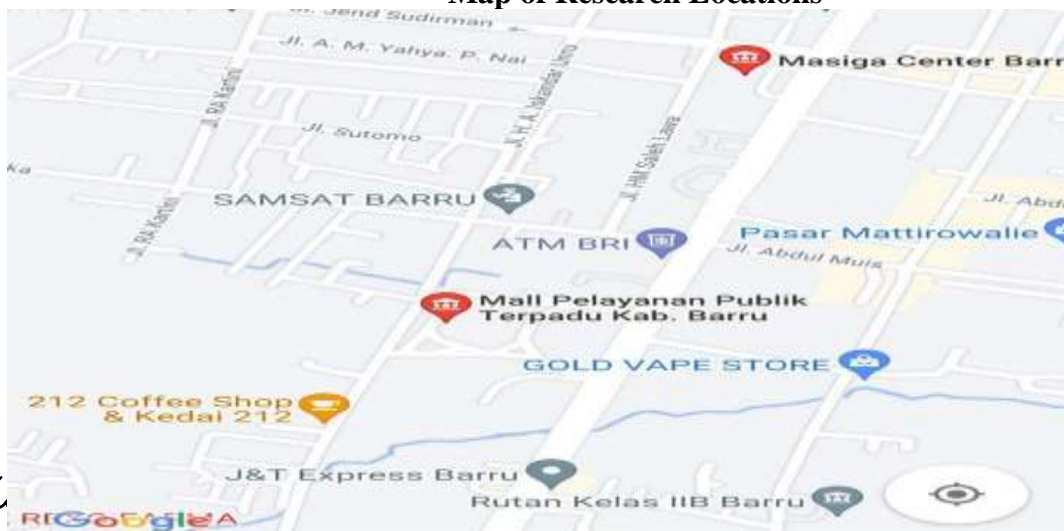 Map of Research Locations
Jl. Jend Sudirman
Jl. A. M. Yahya. P. Nai
Masiga Center Barr
Jl. RA Kartini
Jl. H. A. Iskandar Unru
Jl. Sutomo
Jl. HM Saleh Lawa
ka
SAMSAT BARRU
Jl. Abdu
Jl. RA Kartini
ATM BRI
Pasar Mattirowalie
Jl. Abdul Muis
Mall Pelayanan Publik
Terpadu Kab. Barru
GOLD VAPE STORE
212 Coffee Shop
& Kedai 212
J&T Express Barru
Rutan Kelas IIB Barru
Google